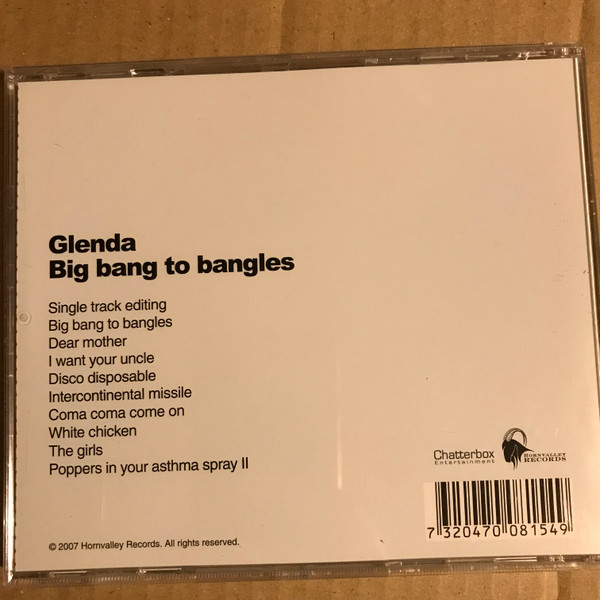 Glenda
Big bang to bangles
Single track editing
Big bang to bangles
Dear mother
I want your uncle
Disco disposable
Intercontinental missile
Coma coma come on
White chicken
The girls
Poppers in your asthma spray II
Chatterbox
Entertainment
HORNVALLEY
RECORDS
7 320470 081549
© 2007 Hornvalley Records. All rights reserved.